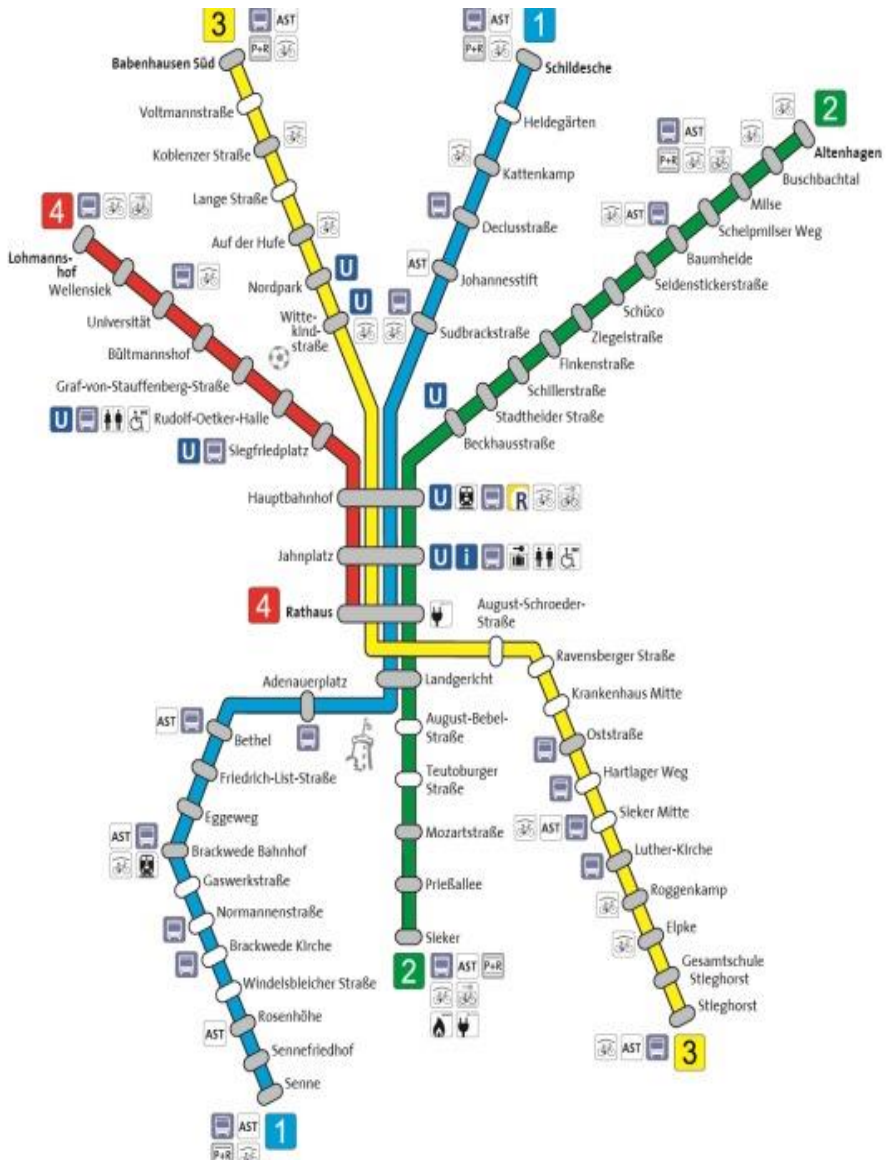 3
AST
P+R
AST
P+R
1
Babenhausen Süd
Schildesche
Voltmannstraße
Heidegärten
AST
P+R
2
Altenhagen
Koblenzer Straße
Kattenkamp
Buschbachtal
Lange Straße
Milse
4
Declusstraße
AST
Schelpmilser Weg
Auf der Hufe
Baumheide
Lohmanns-
hof
Wellensiek
AST
Johannesstift
Seidenstickerstraße
Nordpark
U
Schüco
Universität
Witte-
kind-
straße
U
Sudbrackstraße
Ziegelstraße
Bültmannshof
Finkenstraße
Graf-von-Stauffenberg-Straße
Schillerstraße
U
Stadtheider Straße
U
Rudolf-Oetker-Halle
Beckhausstraße
U
Siegfriedplatz
Hauptbahnhof
U
R
Jahnplatz
U
i
4
Rathaus
August-Schroeder-
Straße
Ravensberger Straße
Adenauerplatz
Landgericht
Krankenhaus Mitte
AST
Bethel
August-Bebel-
Straße
Oststraße
Friedrich-List-Straße
Teutoburger
Straße
Hartlager Weg
Eggeweg
AST
Sieker Mitte
AST
Brackwede Bahnhof
Mozartstraße
Luther-Kirche
Gaswerkstraße
Prießallee
Roggenkamp
Normannenstraße
Elpke
Brackwede Kirche
Sieker
Gesamtschule
Stieghorst
Windelsbleicher Straße
2
AST
P+R
Stieghorst
AST
Rosenhöhe
Sennefriedhof
AST
3
Senne
AST
P+R
1